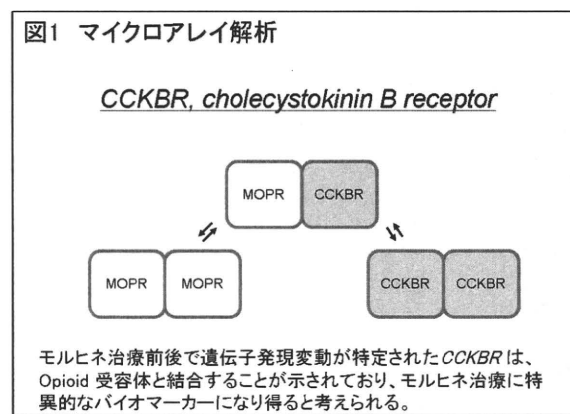 図1 マイクロアレイ解析
CCKBR, cholecystokinin B receptor
MOPR CCKBR
MOPR MOPR CCKBR CCKBR
モルヒネ治療前後で遺伝子発現変動が特定されたCCKBRは、
Opioid 受容体と結合することが示されており、モルヒネ治療に特
異的なバイオマーカーになり得ると考えられる。